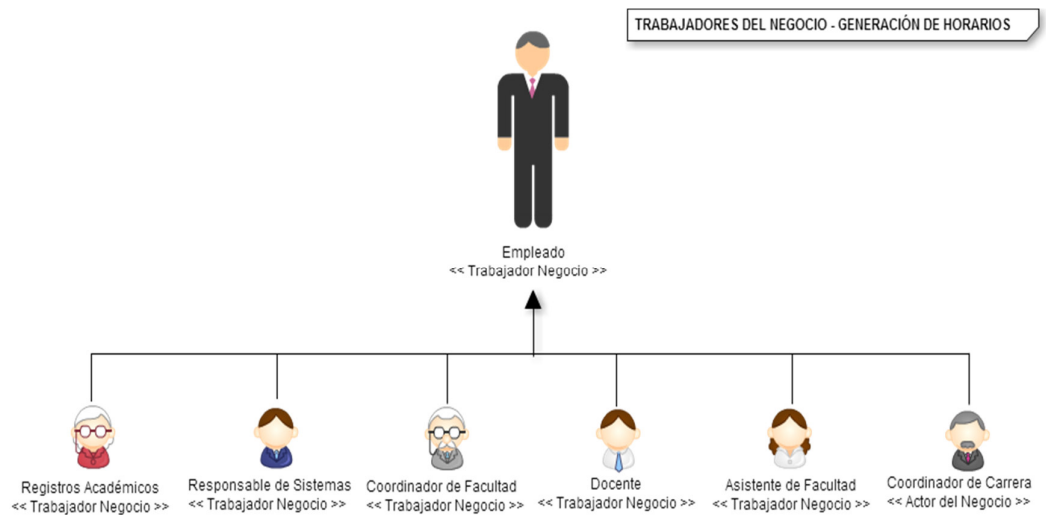 TRABAJADORES DEL NEGOCIO - GENERACIÓN DE HORARIOS
Empleado
<< Trabajador Negocio >>
Registros Académicos
<< Trabajador Negocio >>
Responsable de Sistemas
<< Trabajador Negocio >>
Coordinador de Facultad
<< Trabajador Negocio >>
Docente
<< Trabajador Negocio >>
Asistente de Facultad
<< Trabajador Negocio >>
Coordinador de Carrera
<< Actor del Negocio >>